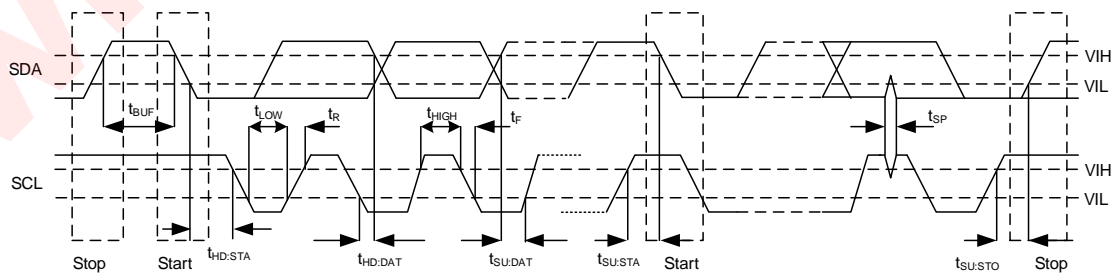 SDA
VIH
VIL
tBUF
tLOW
tR
tHIGH
tF
tSP
SCL
VIH
VIL
tHD:STA
tHD:DAT
tSU:DAT
tSU:STA
tSU:STO
Stop
Start
Start
Stop